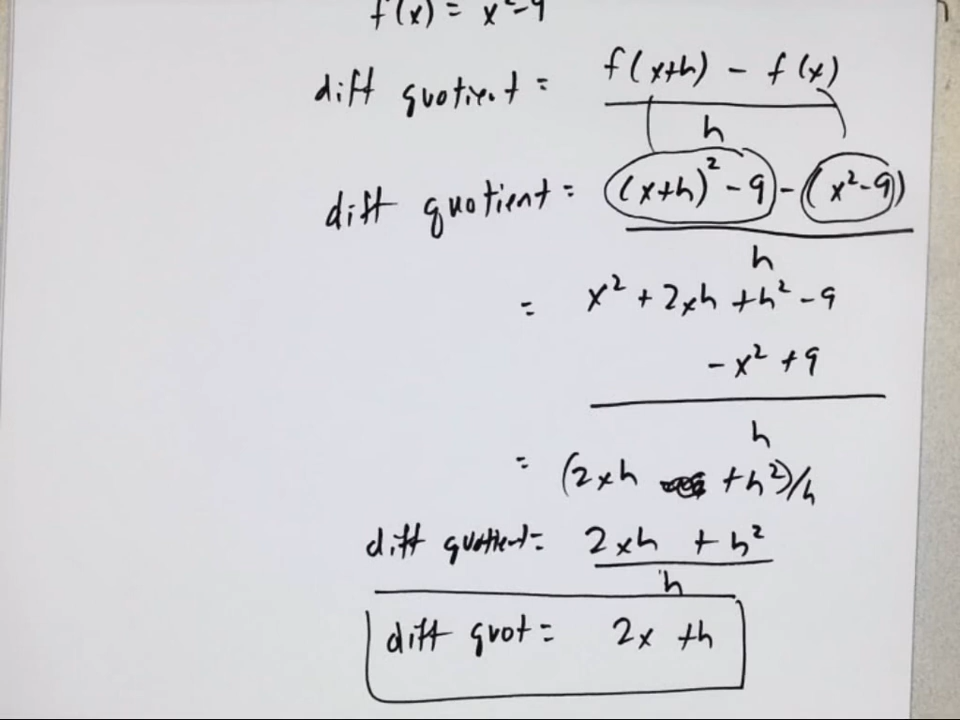 f(x) = x²-9
diff quotient = f(x+h) - f(x) / h
diff quotient = (x+h)² - 9 - (x²-9) / h
= x² + 2xh + h² - 9
- x² + 9
h
= (2xh + h²)/h
diff quotient = 2xh + h² / h
diff quot = 2x + h